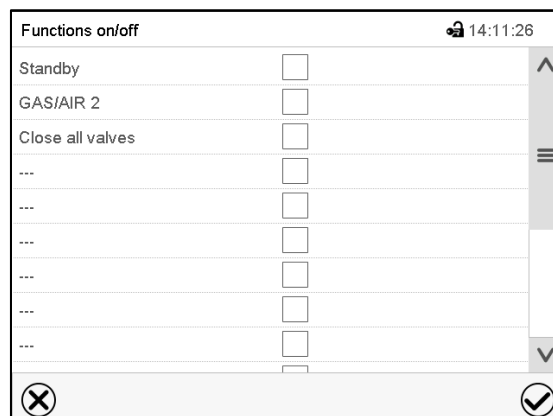 Functions on/off 14:11:26
Standby
GAS/AIR 2
Close all valves
---
---
---
---
---
---